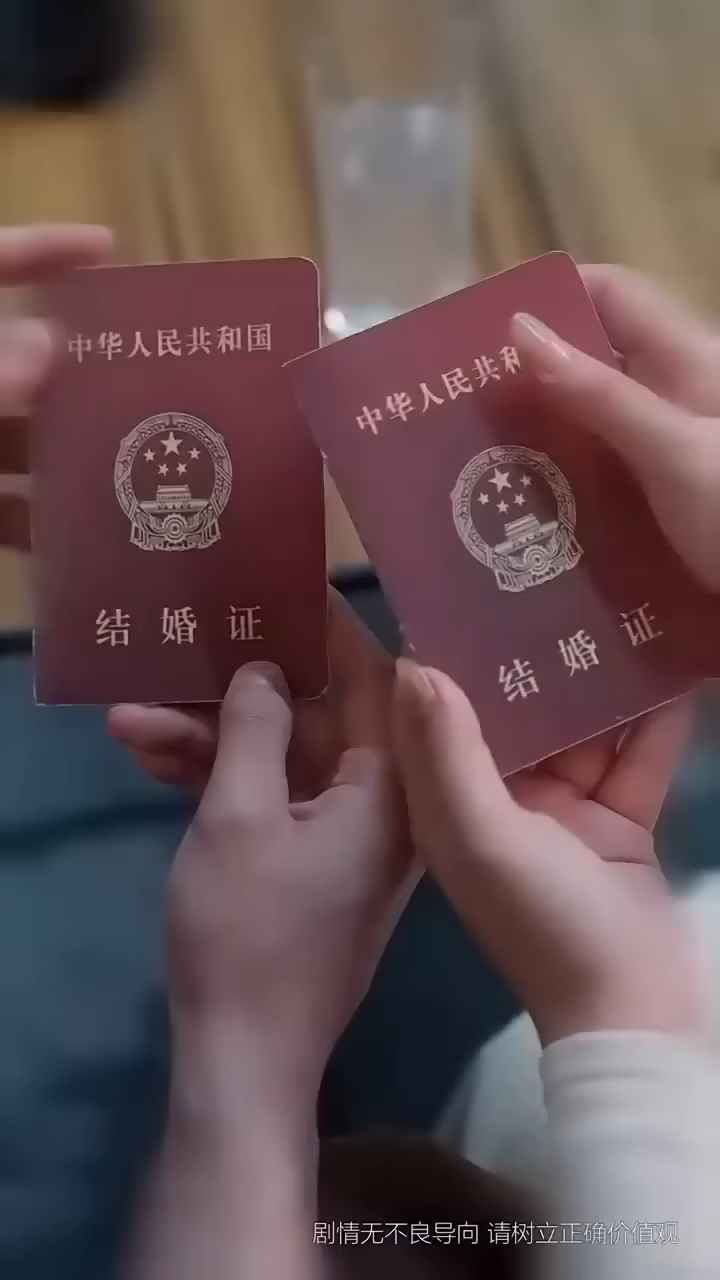 中华人民共和国
结婚证
中华人民共和
结婚证
剧情无不良导向 请树立正确价值观